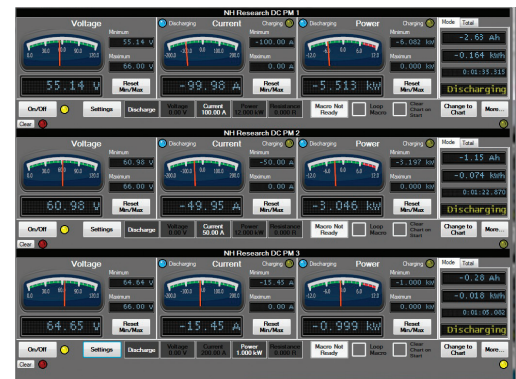 NH Research DC PM 1
Voltage Discharging Current Charging Discharging Power Charging Mode Total
Minimum Minimum Minimum
55.14 V -100.00 A -6.082 kW -2.63 Ah
0.0 30.0 60.0 90.0 120.0
Maximum Maximum Maximum
66.00 V 0.00 A 0.000 kW -0.164 kWh
55.14 V Reset Min/Max -99.98 A Reset Min/Max -5.513 kW Reset Min/Max 0:01:35.515
Discharging
On/Off Settings Discharge Voltage 0.00 V Current 100.00 A Power 12.000 kW Resistance 0.000 R Macro Not Ready Loop Macro Clear Chart on Start Change to Chart More...
Clear
NH Research DC PM 2
Voltage Discharging Current Charging Discharging Power Charging Mode Total
Minimum Minimum Minimum
60.98 V -50.00 A -3.197 kW -1.15 Ah
Maximum Maximum Maximum
66.00 V 0.00 A 0.000 kW -0.074 kWh
60.98 V Reset Min/Max -49.95 A Reset Min/Max -3.046 kW Reset Min/Max 0:01:22.870
Discharging
On/Off Settings Discharge Voltage 0.00 V Current 50.00 A Power 12.000 kW Resistance 0.000 R Macro Not Ready Loop Macro Clear Chart on Start Change to Chart More...
Clear
NH Research DC PM 3
Voltage Discharging Current Charging Discharging Power Charging Mode Total
Minimum Minimum Minimum
64.64 V -15.45 A -1.000 kW -0.28 Ah
Maximum Maximum Maximum
66.00 V 0.00 A 0.000 kW -0.018 kWh
64.65 V Reset Min/Max -15.45 A Reset Min/Max -0.999 kW Reset Min/Max 0:01:05.082
Discharging
On/Off Settings Discharge Voltage 0.00 V Current 200.00 A Power 1.000 kW Resistance 0.000 R Macro Not Ready Loop Macro Clear Chart on Start Change to Chart More...
Clear